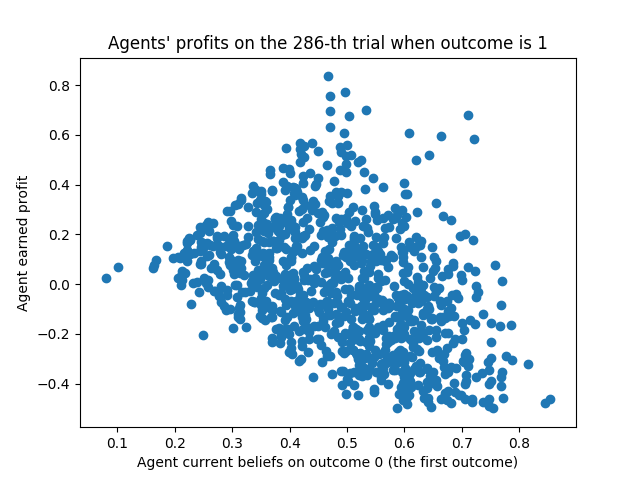 Agents' profits on the 286-th trial when outcome is 1
Agent earned profit
0.8
0.6
0.4
0.2
0.0
−0.2
−0.4
0.1 0.2 0.3 0.4 0.5 0.6 0.7 0.8
Agent current beliefs on outcome 0 (the first outcome)